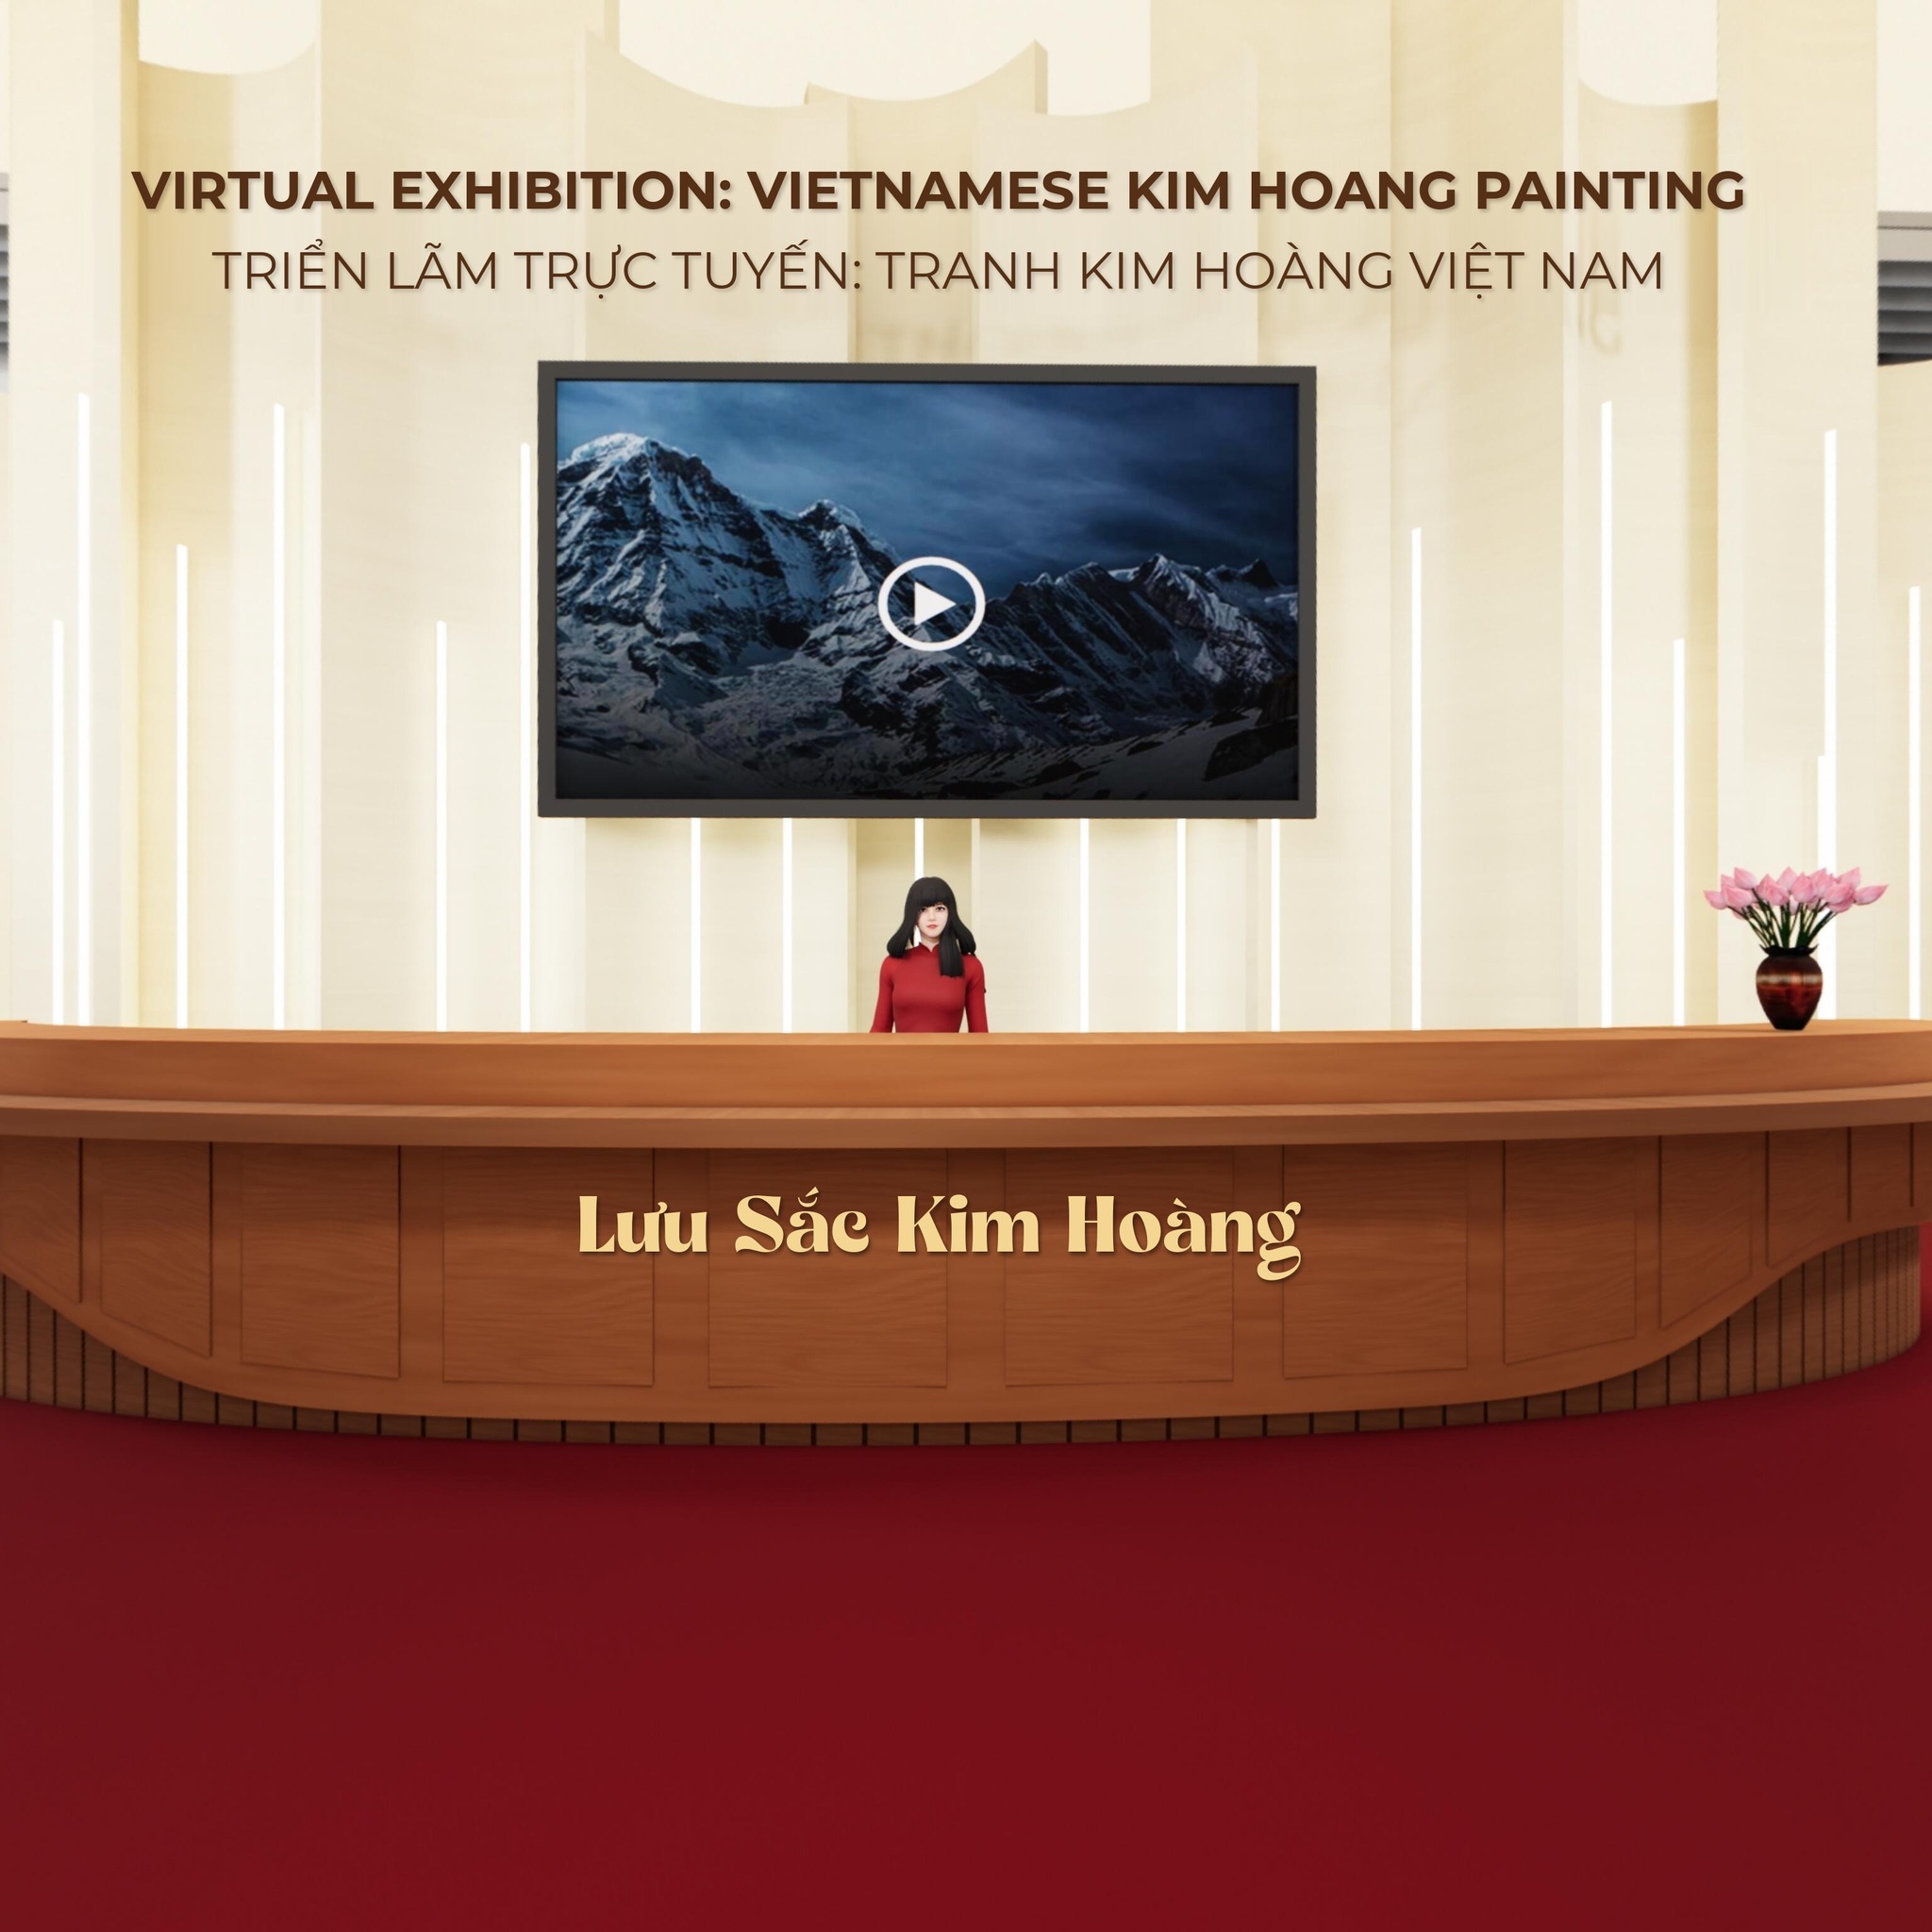 VIRTUAL EXHIBITION: VIETNAMESE KIM HOANG PAINTING
TRIỂN LÃM TRỰC TUYẾN: TRANH KIM HOÀNG VIỆT NAM
Lưu Sắc Kim Hoàng